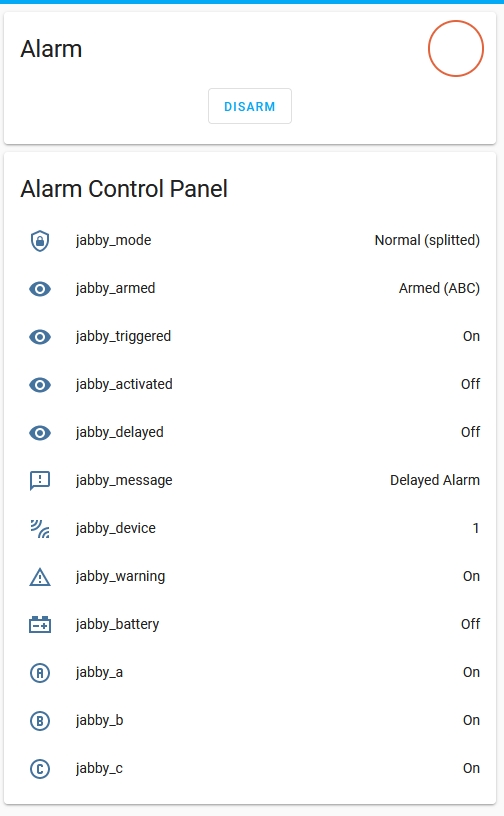 Alarm
DISARM
Alarm Control Panel
jabby_mode Normal (splitted)
jabby_armed Armed (ABC)
jabby_triggered On
jabby_activated Off
jabby_delayed Off
jabby_message Delayed Alarm
jabby_device 1
jabby_warning On
jabby_battery Off
A jabby_a On
B jabby_b On
C jabby_c On